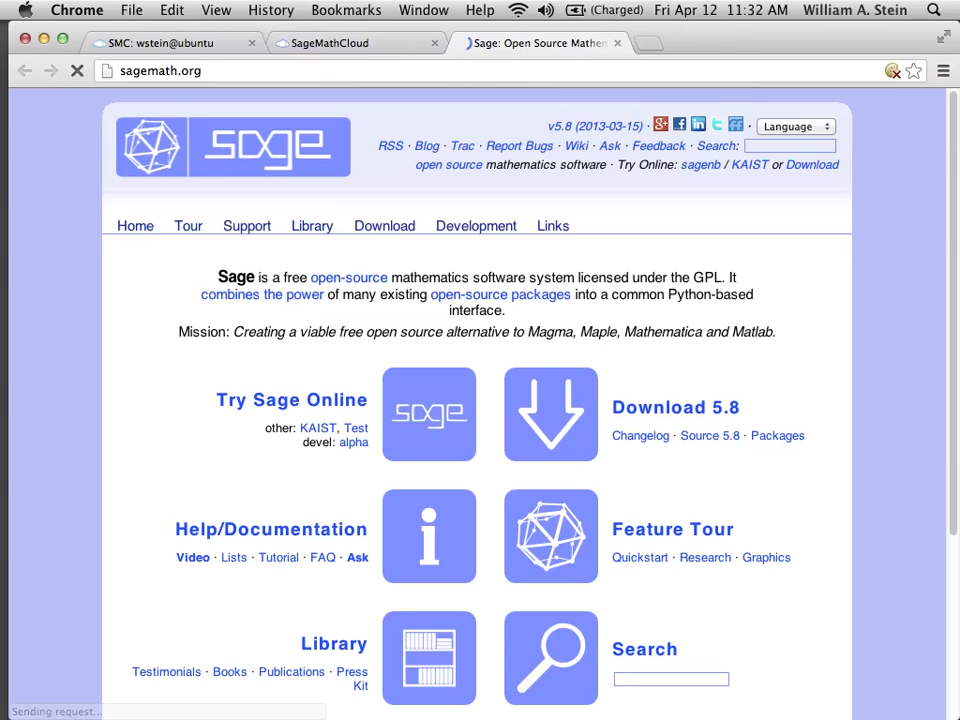 Chrome File Edit View History Bookmarks Window Help (Charged) Fri Apr 12 11:32 AM William A. Stein
SMC: wstein@ubuntu SageMathCloud Sage: Open Source Mathem
sagemath.org
sage
v5.8 (2013-03-15) · · Language
RSS · Blog · Trac · Report Bugs · Wiki · Ask · Feedback · Search:
open source mathematics software · Try Online: sagenb / KAIST or Download
Home Tour Support Library Download Development Links
Sage is a free open-source mathematics software system licensed under the GPL. It
combines the power of many existing open-source packages into a common Python-based
interface.
Mission: Creating a viable free open source alternative to Magma, Maple, Mathematica and Matlab.
Try Sage Online
other: KAIST, Test
devel: alpha
sage
Download 5.8
Changelog · Source 5.8 · Packages
Help/Documentation
Video · Lists · Tutorial · FAQ · Ask
Feature Tour
Quickstart · Research · Graphics
Library
Testimonials · Books · Publications · Press
Kit
Search
Sending request...